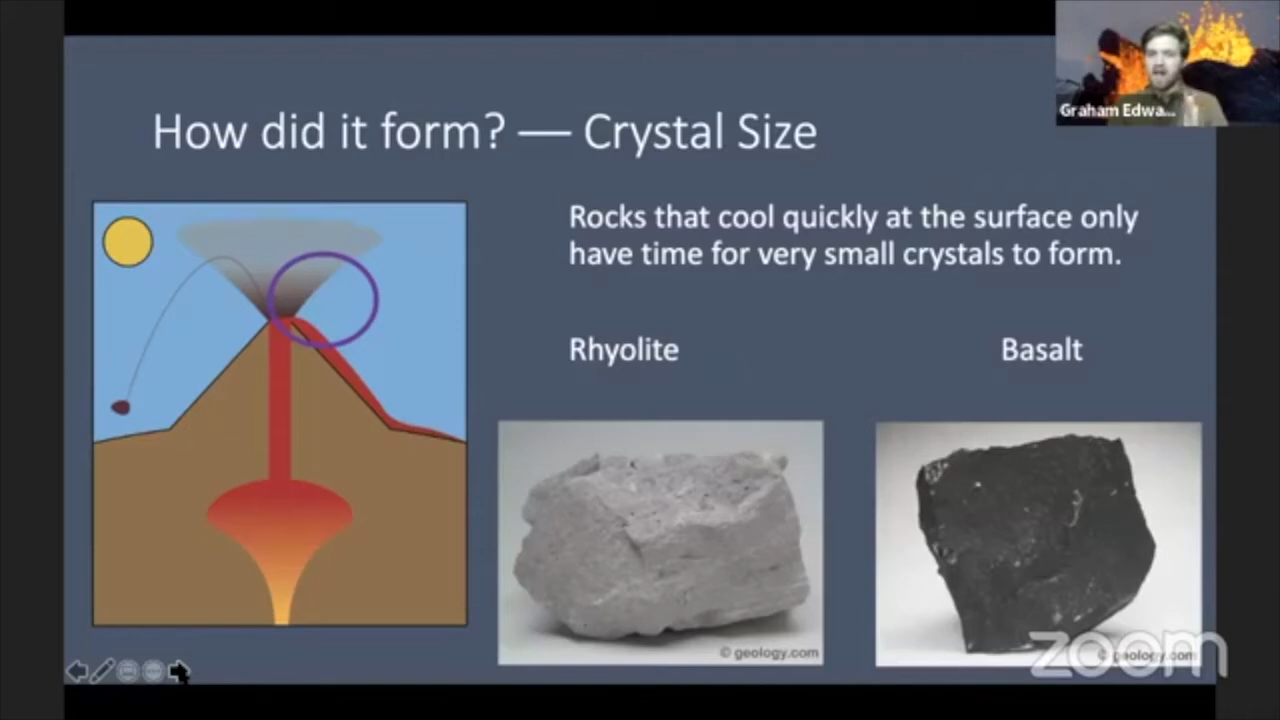 Graham Edwa...
How did it form? — Crystal Size
Rocks that cool quickly at the surface only
have time for very small crystals to form.
Rhyolite
Basalt
© geology.com
© geology.com
zoom